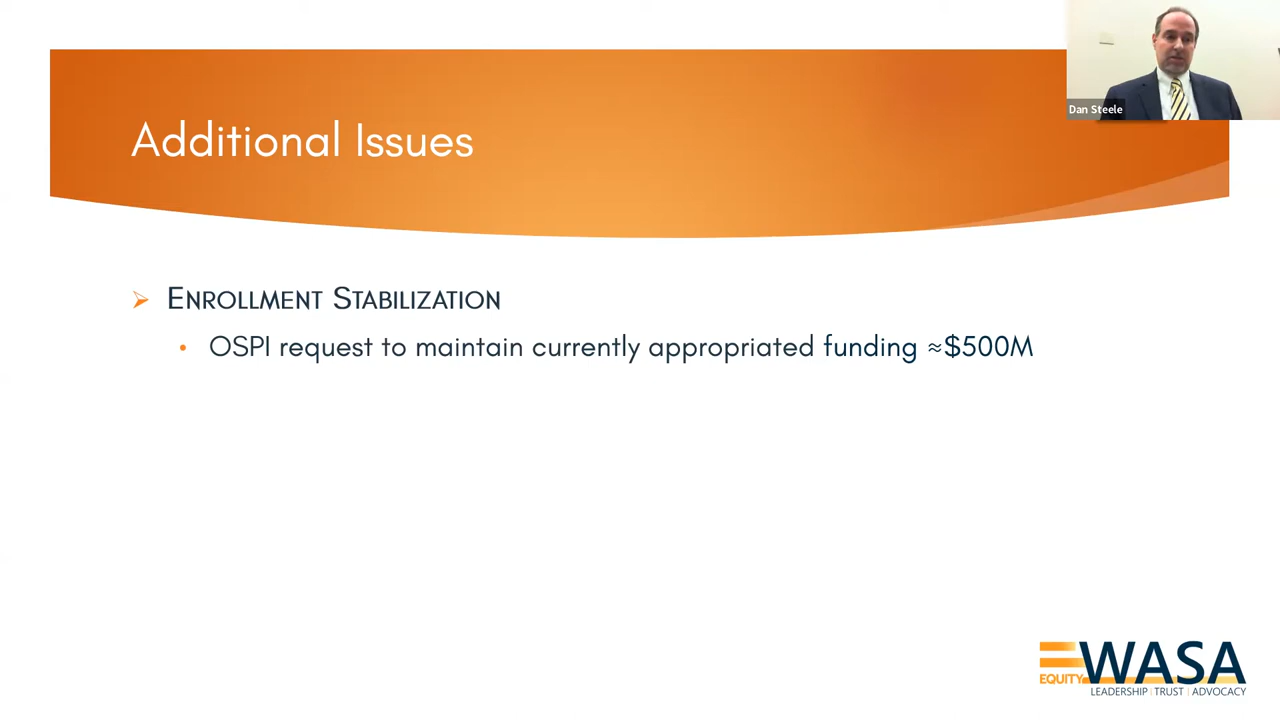 Dan Steele
Additional Issues
ENROLLMENT STABILIZATION
OSPI request to maintain currently appropriated funding ≈$500M
WASA
EQUITY
LEADERSHIP | TRUST | ADVOCACY